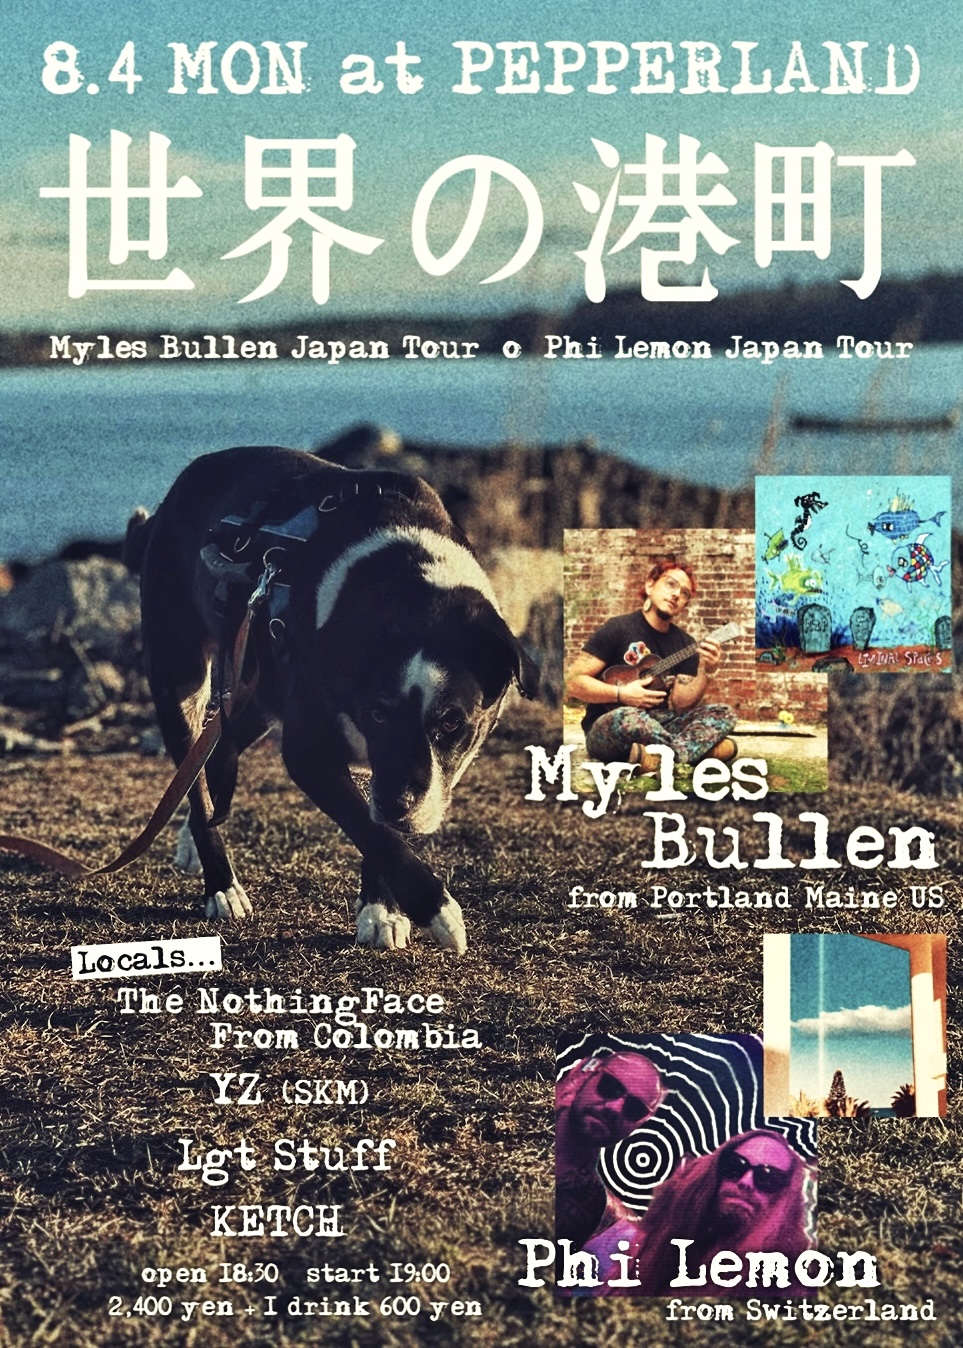 8.4 MON at PEPPERLAND
世界の港町
Myles Bullen Japan Tour o Phi Lemon Japan Tour
LIMINAL SPACES
Myles
Bullen
from Portland Maine US
Locals...
The NothingFace
From Colombia
YZ (SKM)
Lgt Stuff
KETCH
open 18:30 start 19:00
2,400 yen + 1 drink 600 yen
Phi Lemon
from Switzerland